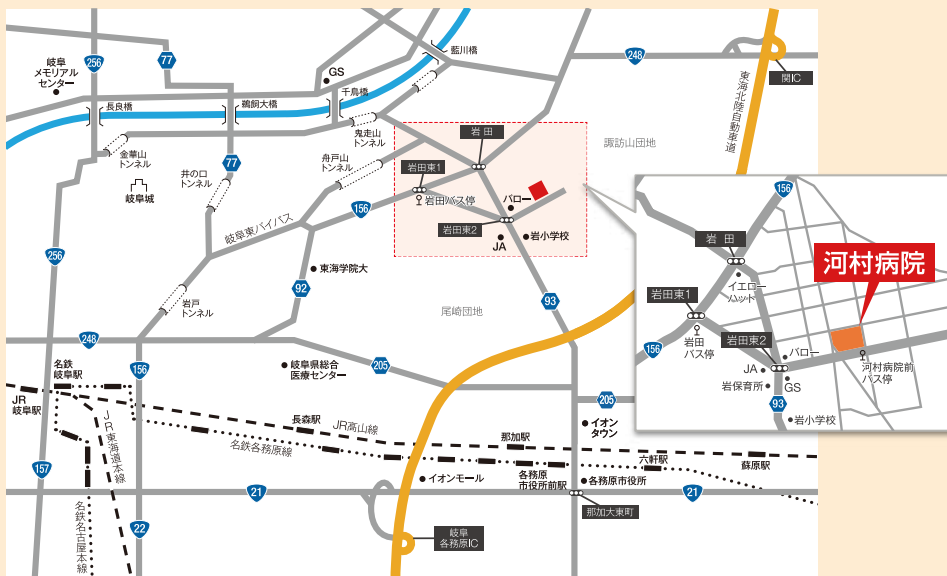 256
岐阜
メモリアル
センター
77
長良橋
鵜飼大橋
GS
千鳥橋
藍川橋
248
関IC
東海北陸自動車道
金華山
トンネル
岐阜城
井の口
トンネル
77
鬼走山
トンネル
舟戸山
トンネル
岩田
諏訪山団地
岩田東1
岩田バス停
156
岐阜東バイパス
バロー
岩田東2
JA
岩小学校
256
東海学院大
92
岩戸
トンネル
尾崎団地
93
248
156
名鉄
岐阜駅
JR
岐阜駅
岐阜県総合
医療センター
205
205
イオン
タウン
長森駅
JR高山線
名鉄各務原線
那加駅
六軒駅
蘇原駅
JR東海道本線
157
21
イオンモール
各務原
市役所前駅
各務原市役所
21
那加大東町
22
名鉄名古屋本線
岐阜
各務原IC
156
岩田
河村病院
イエロー
ハット
岩田東1
156
岩田
バス停
岩田東2
バロー
JA
岩保育所
GS
河村病院前
バス停
93
岩小学校